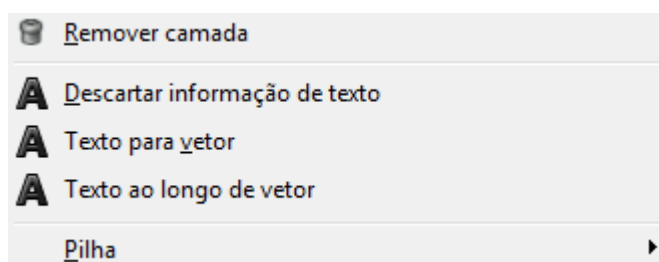 Remover camada
Descartar informação de texto
Texto para vetor
Texto ao longo de vetor
Pilha